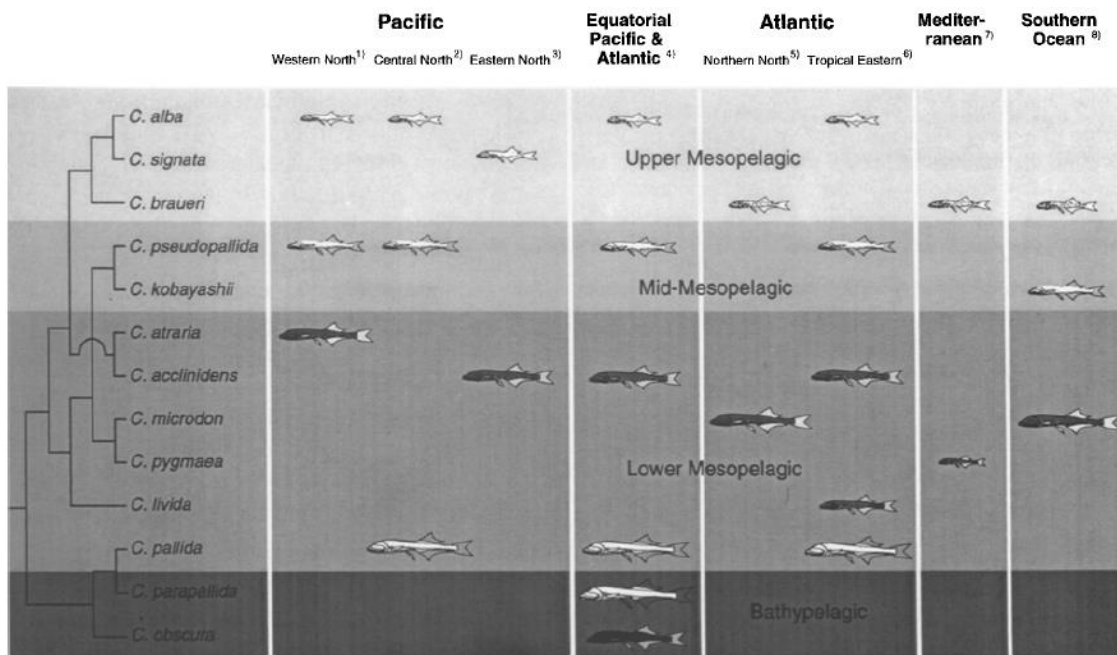 Pacific
Equatorial
Pacific &
Atlantic 4)
Atlantic
Mediter-
ranean 7)
Southern
Ocean 8)
Western North 1) Central North 2) Eastern North 3)
Northern North 5) Tropical Eastern 6)
C. alba
C. signata
Upper Mesopelagic
C. braueri
C. pseudopallida
C. kobayashii
Mid-Mesopelagic
C. atraria
C. acclinidens
C. microdon
C. pygmaea
Lower Mesopelagic
C. livida
C. pallida
C. parapallida
Bathypelagic
C. obscura